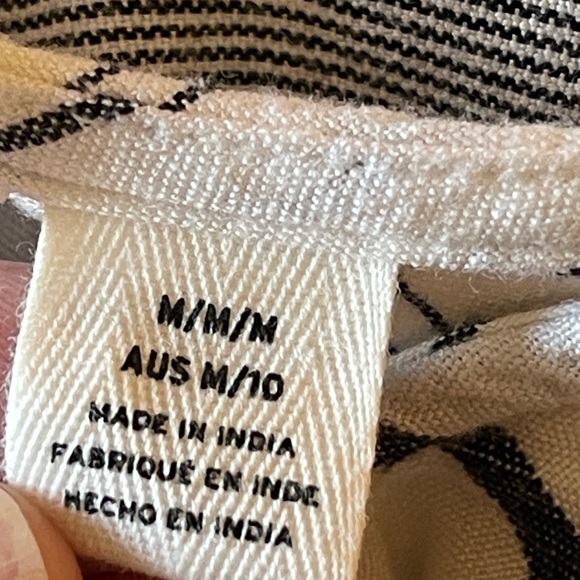 M/M/M
AUS M/10
MADE IN INDIA
FABRIQUÉ EN INDE
HECHO EN INDIA